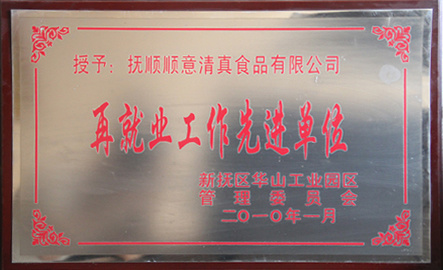 授予：抚顺顺意清真食品有限公司
再就业工作先进单位
新抚区华山工业园区
管理委员会
二〇一〇年一月